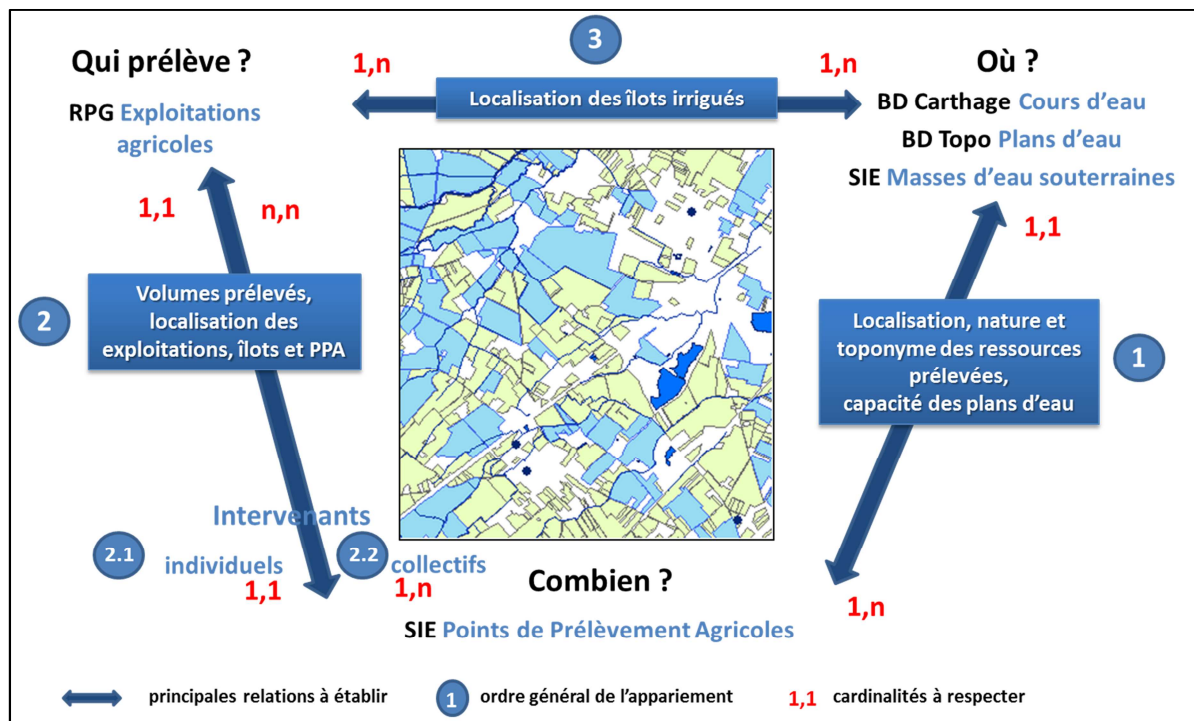 3
Qui prélève ?
1,n
1,n
Où ?
Localisation des îlots irrigués
RPG Exploitations
agricoles
BD Carthage Cours d'eau
BD Topo Plans d'eau
SIE Masses d'eau souterraines
1,1
n,n
1,1
2
Volumes prélevés,
localisation des
exploitations, îlots et PPA
Localisation, nature et
toponyme des ressources
prélevées,
capacité des plans d'eau
1
Intervenants
2.1
individuels
2.2
collectifs
1,1
1,n
Combien ?
1,n
SIE Points de Prélèvement Agricoles
principales relations à établir
1
ordre général de l'appariement
1,1
cardinalités à respecter